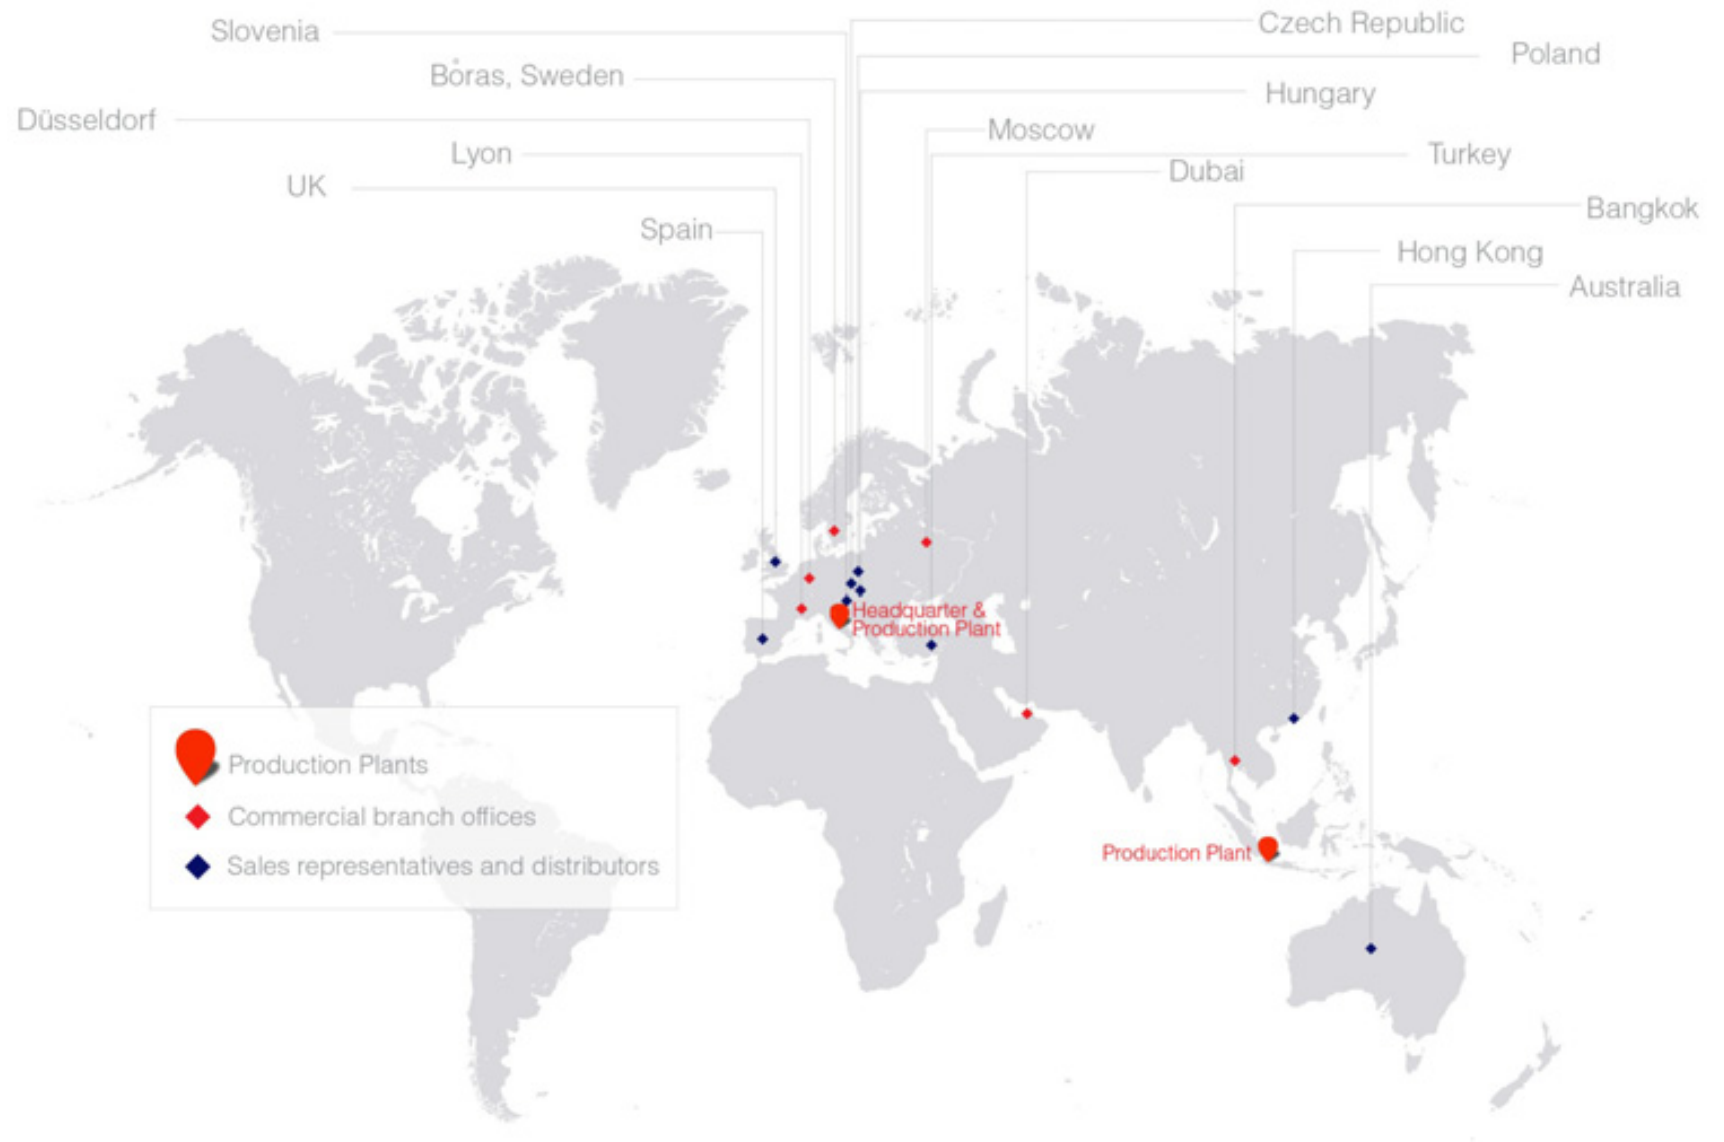 Slovenia
Czech Republic
Poland
Bőras, Sweden
Hungary
Düsseldorf
Moscow
Lyon
Turkey
Dubai
UK
Bangkok
Spain
Hong Kong
Australia
Headquarter &
Production Plant
Production Plants
Commercial branch offices
Sales representatives and distributors
Production Plant